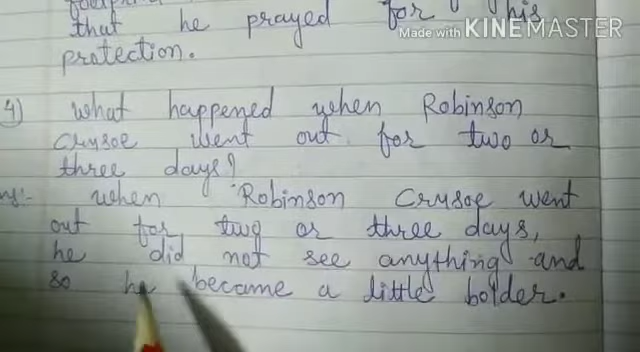 footprint
that he prayed for his
Made with KINEMASTER
protection.
4) what happened when Robinson
Crusoe went out for two or
three days?
Ans:- when Robinson Crusoe went
out for two or three days,
he did not see anything and
so he became a little bolder.